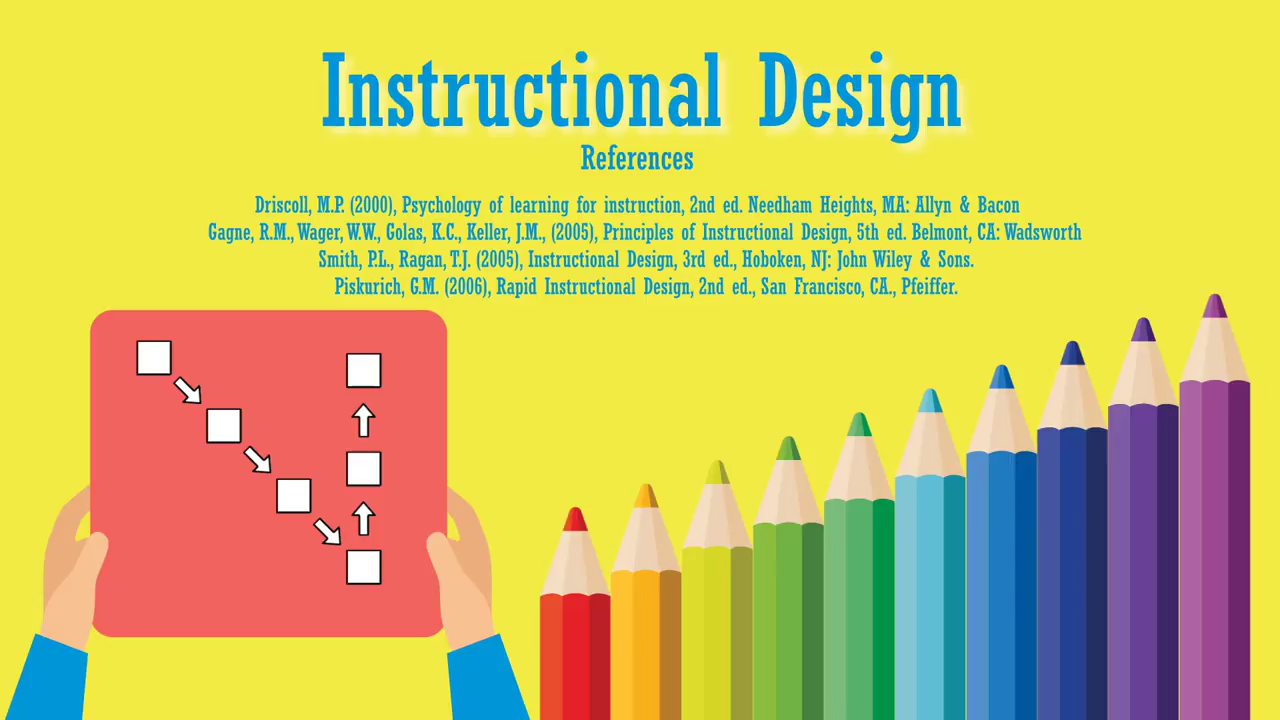 Instructional Design
References
Driscoll, M.P. (2000), Psychology of learning for instruction, 2nd ed. Needham Heights, MA: Allyn & Bacon
Gagne, R.M., Wager, W.W., Golas, K.C., Keller, J.M., (2005), Principles of Instructional Design, 5th ed. Belmont, CA: Wadsworth
Smith, P.L., Ragan, T.J. (2005), Instructional Design, 3rd ed., Hoboken, NJ: John Wiley & Sons.
Piskurich, G.M. (2006), Rapid Instructional Design, 2nd ed., San Francisco, CA., Pfeiffer.